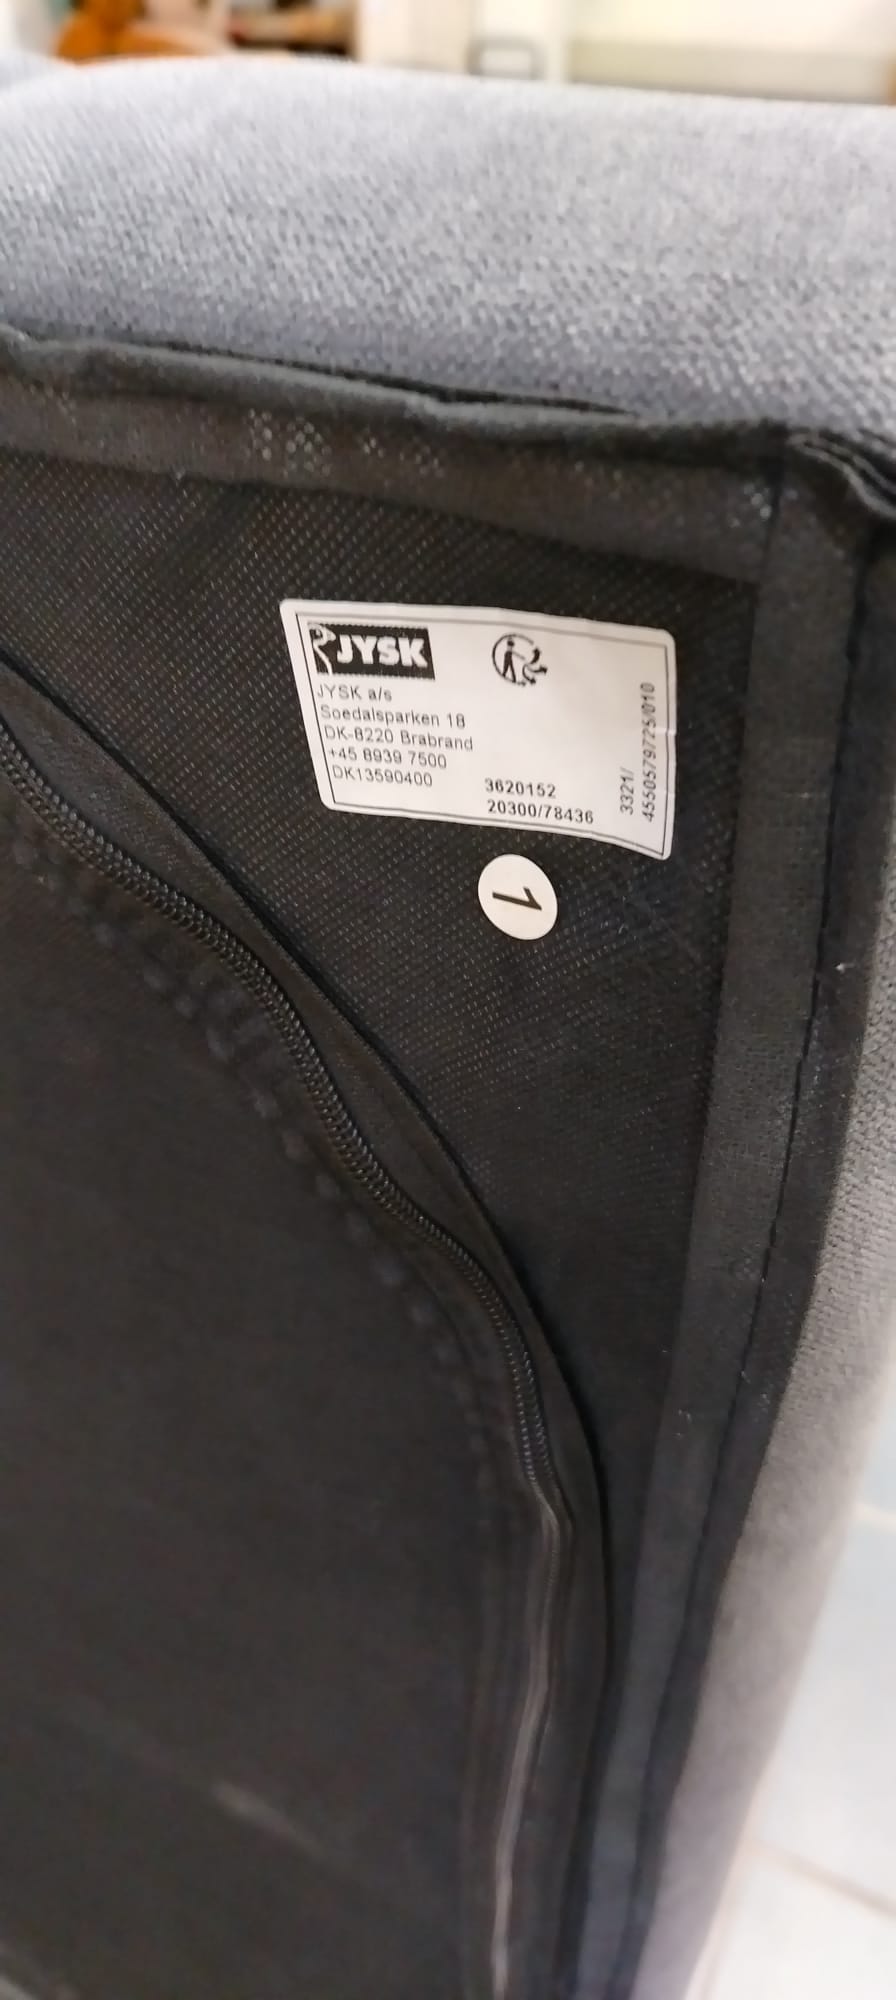 JYSK
JYSK a/s
Soedalsparken 18
DK-8220 Brabrand
+45 8939 7500
DK13590400
3620152
20300/78436
3321/
4550579725/010
1